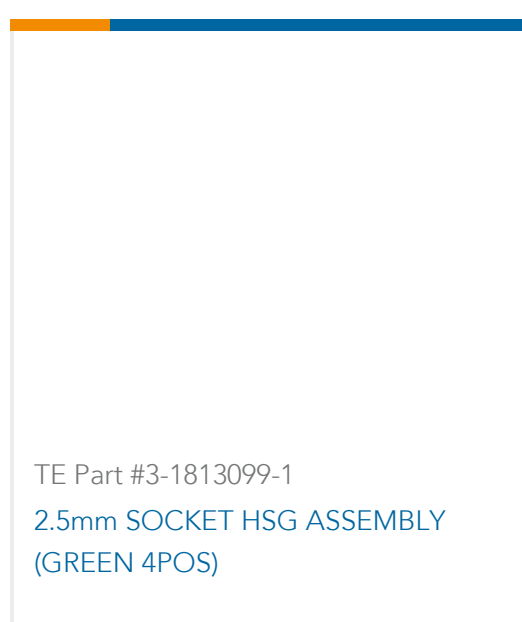 TE Part #3-1813099-1
2.5mm SOCKET HSG ASSEMBLY
(GREEN 4POS)